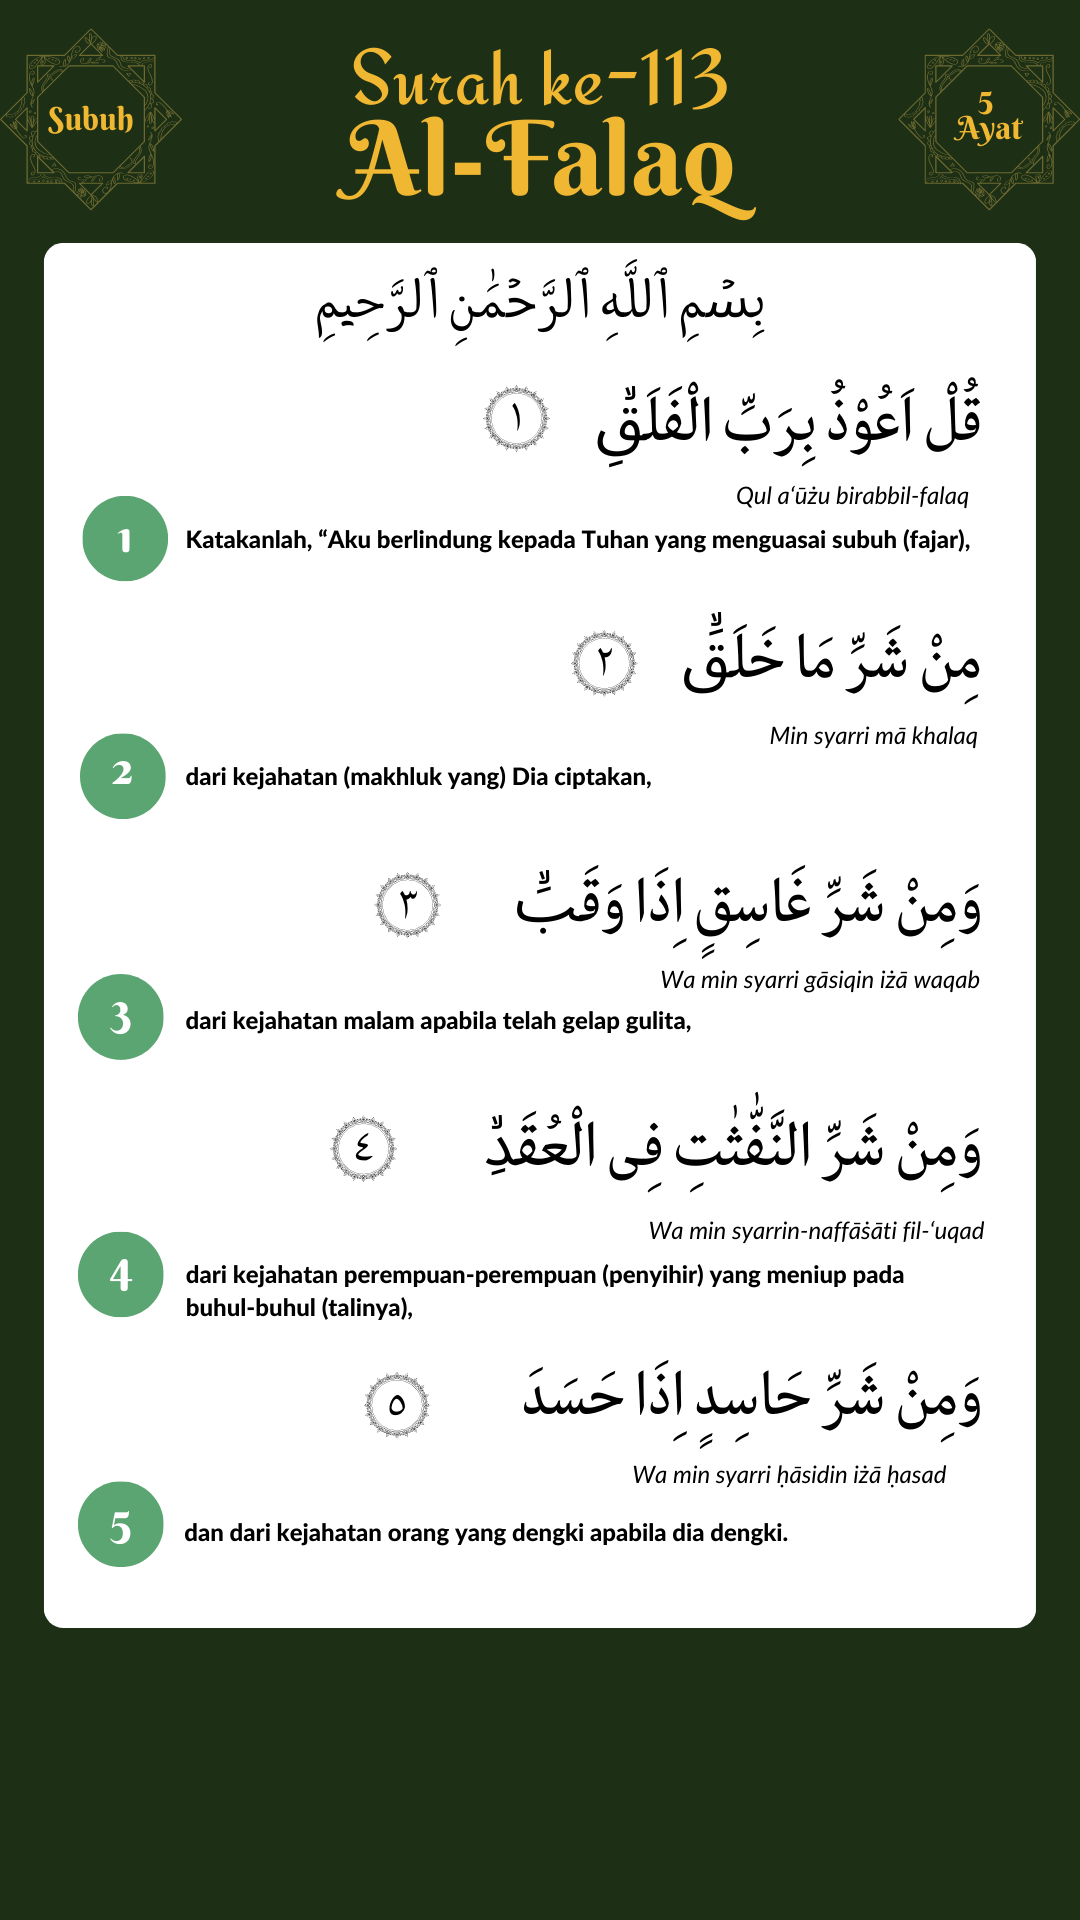 Subuh
Surah ke-113
Al-Falaq
5
Ayat
بِسْمِ ٱللَّهِ ٱلرَّحْمَٰنِ ٱلرَّحِيمِ
قُلْ اَعُوْذُ بِرَبِّ الْفَلَقِۙ ١
Qul a‘ūżu birabbil-falaq
1
Katakanlah, “Aku berlindung kepada Tuhan yang menguasai subuh (fajar),
مِنْ شَرِّ مَا خَلَقَۙ ٢
Min syarri mā khalaq
2
dari kejahatan (makhluk yang) Dia ciptakan,
وَمِنْ شَرِّ غَاسِقٍ اِذَا وَقَبَۙ ٣
Wa min syarri gāsiqin iżā waqab
3
dari kejahatan malam apabila telah gelap gulita,
وَمِنْ شَرِّ النَّفّٰثٰتِ فِى الْعُقَدِۙ ٤
Wa min syarrin-naffāṡāti fil-‘uqad
4
dari kejahatan perempuan-perempuan (penyihir) yang meniup pada
buhul-buhul (talinya),
وَمِنْ شَرِّ حَاسِدٍ اِذَا حَسَدَ ٥
Wa min syarri ḥāsidin iżā ḥasad
5
dan dari kejahatan orang yang dengki apabila dia dengki.